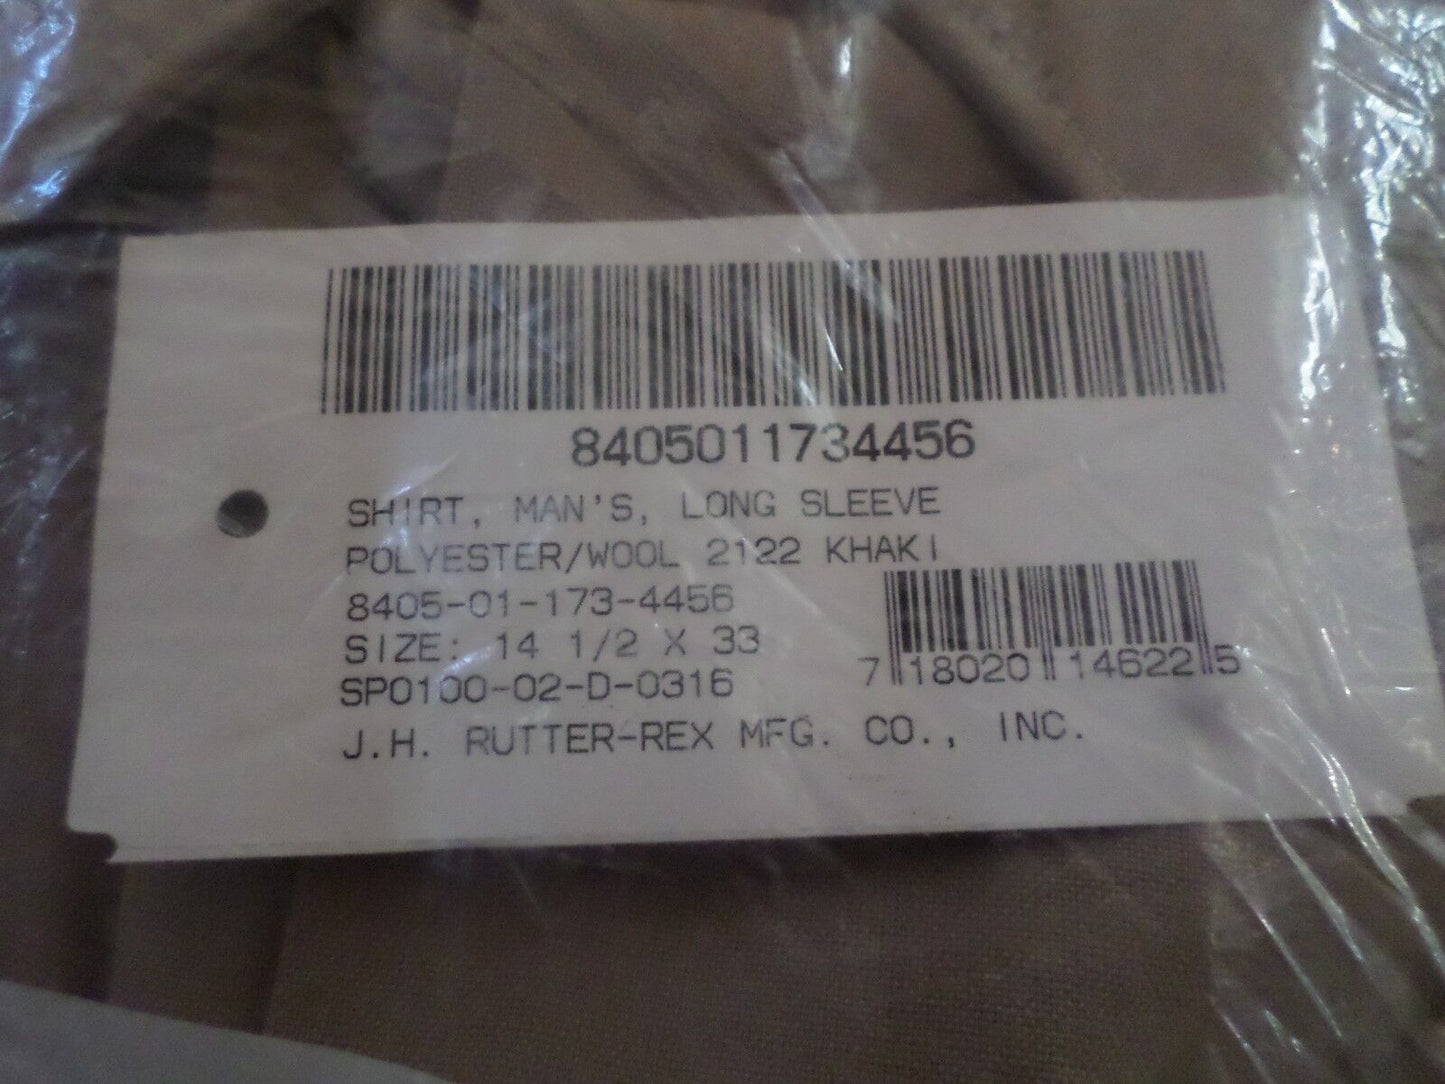 8405011734456
SHIRT, MAN'S, LONG SLEEVE
POLYESTER/WOOL 2122 KHAKI
8405-01-173-4456
SIZE: 14 1/2 X 33
SP0100-02-D-0316
J.H. RUTTER-REX MFG. CO., INC.
7 18020 14622 5